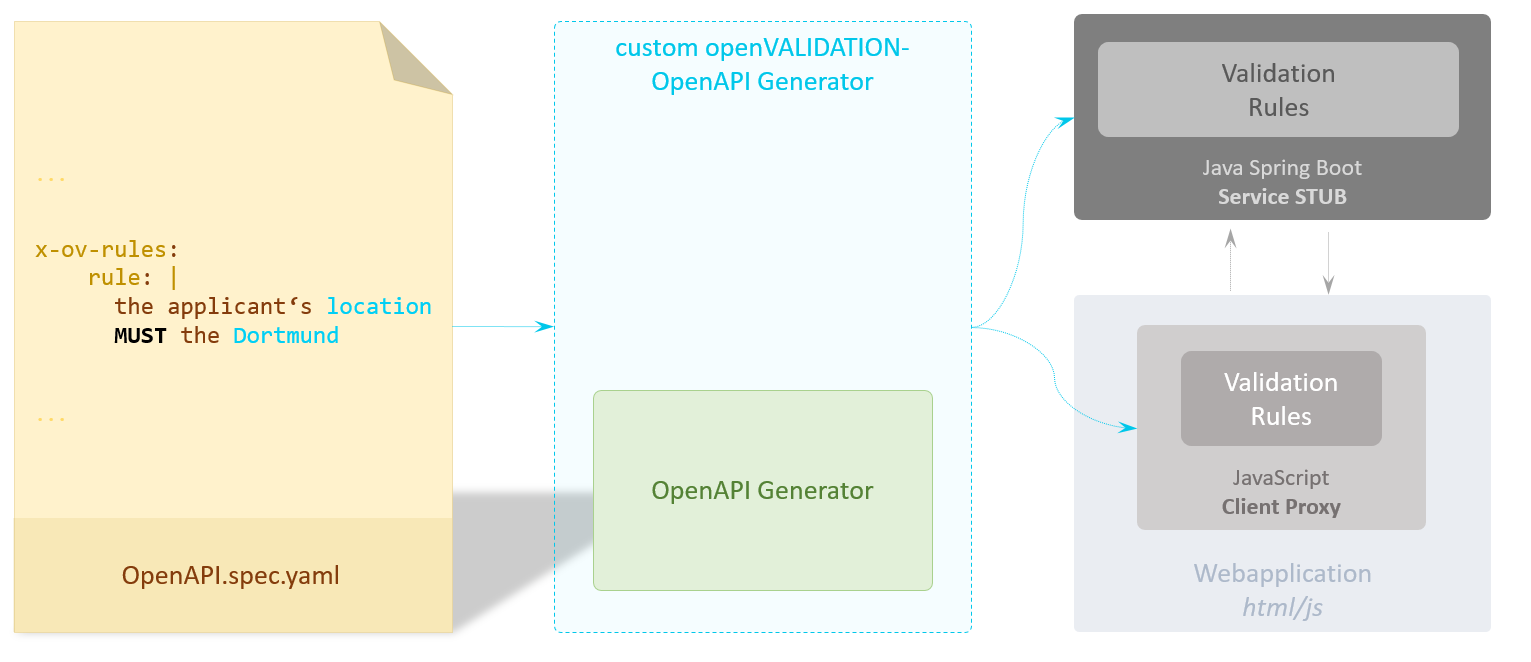 ...
x-ov-rules:
rule: |
the applicant‘s location
MUST the Dortmund
...
OpenAPI.spec.yaml
custom openVALIDATION-
OpenAPI Generator
OpenAPI Generator
Validation
Rules
Java Spring Boot
Service STUB
Validation
Rules
JavaScript
Client Proxy
Webapplication
html/js